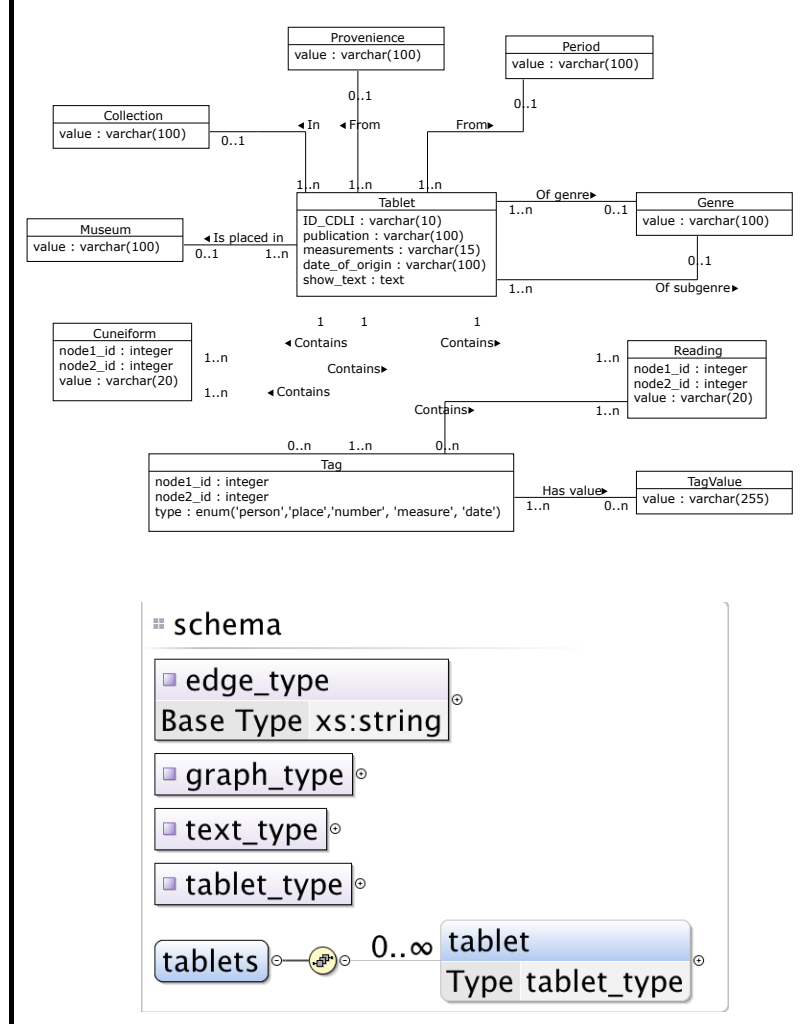 Provenience
value : varchar(100)
Period
value : varchar(100)
0..1
0..1
Collection
value : varchar(100)
0..1
◄In
◄From
From►
1..n
1..n
1..n
Tablet
ID_CDLI : varchar(10)
publication : varchar(100)
measurements : varchar(15)
date_of_origin : varchar(100)
show_text : text
Of genre►
1..n
0..1
Genre
value : varchar(100)
Museum
value : varchar(100)
◄Is placed in
0..1
1..n
0..1
1..n
Of subgenre►
1
1
1
◄Contains
Contains►
Contains►
◄Contains
Contains►
Cuneiform
node1_id : integer
node2_id : integer
value : varchar(20)
1..n
1..n
Reading
node1_id : integer
node2_id : integer
value : varchar(20)
1..n
1..n
0..n
1..n
0..n
Tag
node1_id : integer
node2_id : integer
type : enum('person','place','number', 'measure', 'date')
Has value►
1..n
0..n
TagValue
value : varchar(255)
schema
edge_type
Base Type xs:string
graph_type
text_type
tablet_type
tablets
0..∞
tablet
Type tablet_type